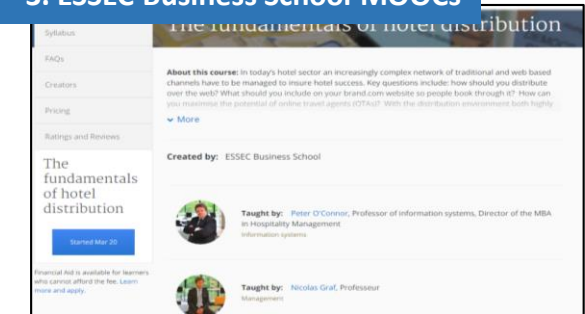 3. ESSEC Business School MOOCs
The fundamentals of hotel distribution
Syllabus
FAQs
Creators
Pricing
Ratings and Reviews
The
fundamentals
of hotel
distribution
Started Mar 20
Financial Aid is available for learners
who cannot afford the fee. Learn
more and apply.
About this course: In today's hotel sector an increasingly complex network of traditional and web based
channels have to be managed to insure hotel success. Key questions include: how should you distribute
over the web? What should you include on your brand.com website so people book through it? How can
you maximise the potential of online travel agents (OTAs)? With the distribution environment both highly
More
Created by: ESSEC Business School
Taught by: Peter O'Connor, Professor of information systems, Director of the MBA
in Hospitality Management
Information systems
Taught by: Nicolas Graf, Professeur
Management